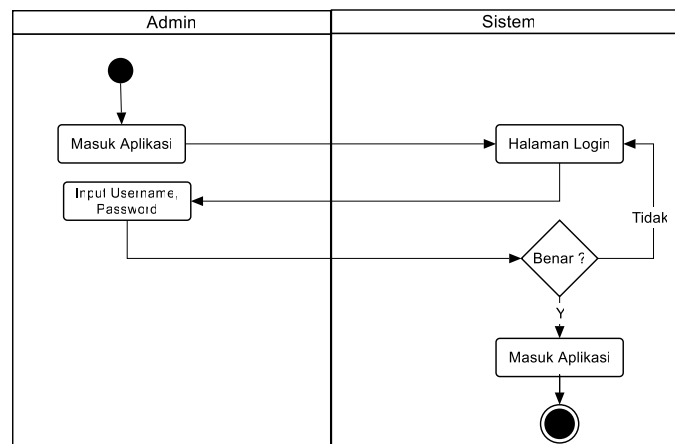 Admin
Sistem
Masuk Aplikasi
Halaman Login
Input Username,
Password
Tidak
Benar ?
Y
Masuk Aplikasi